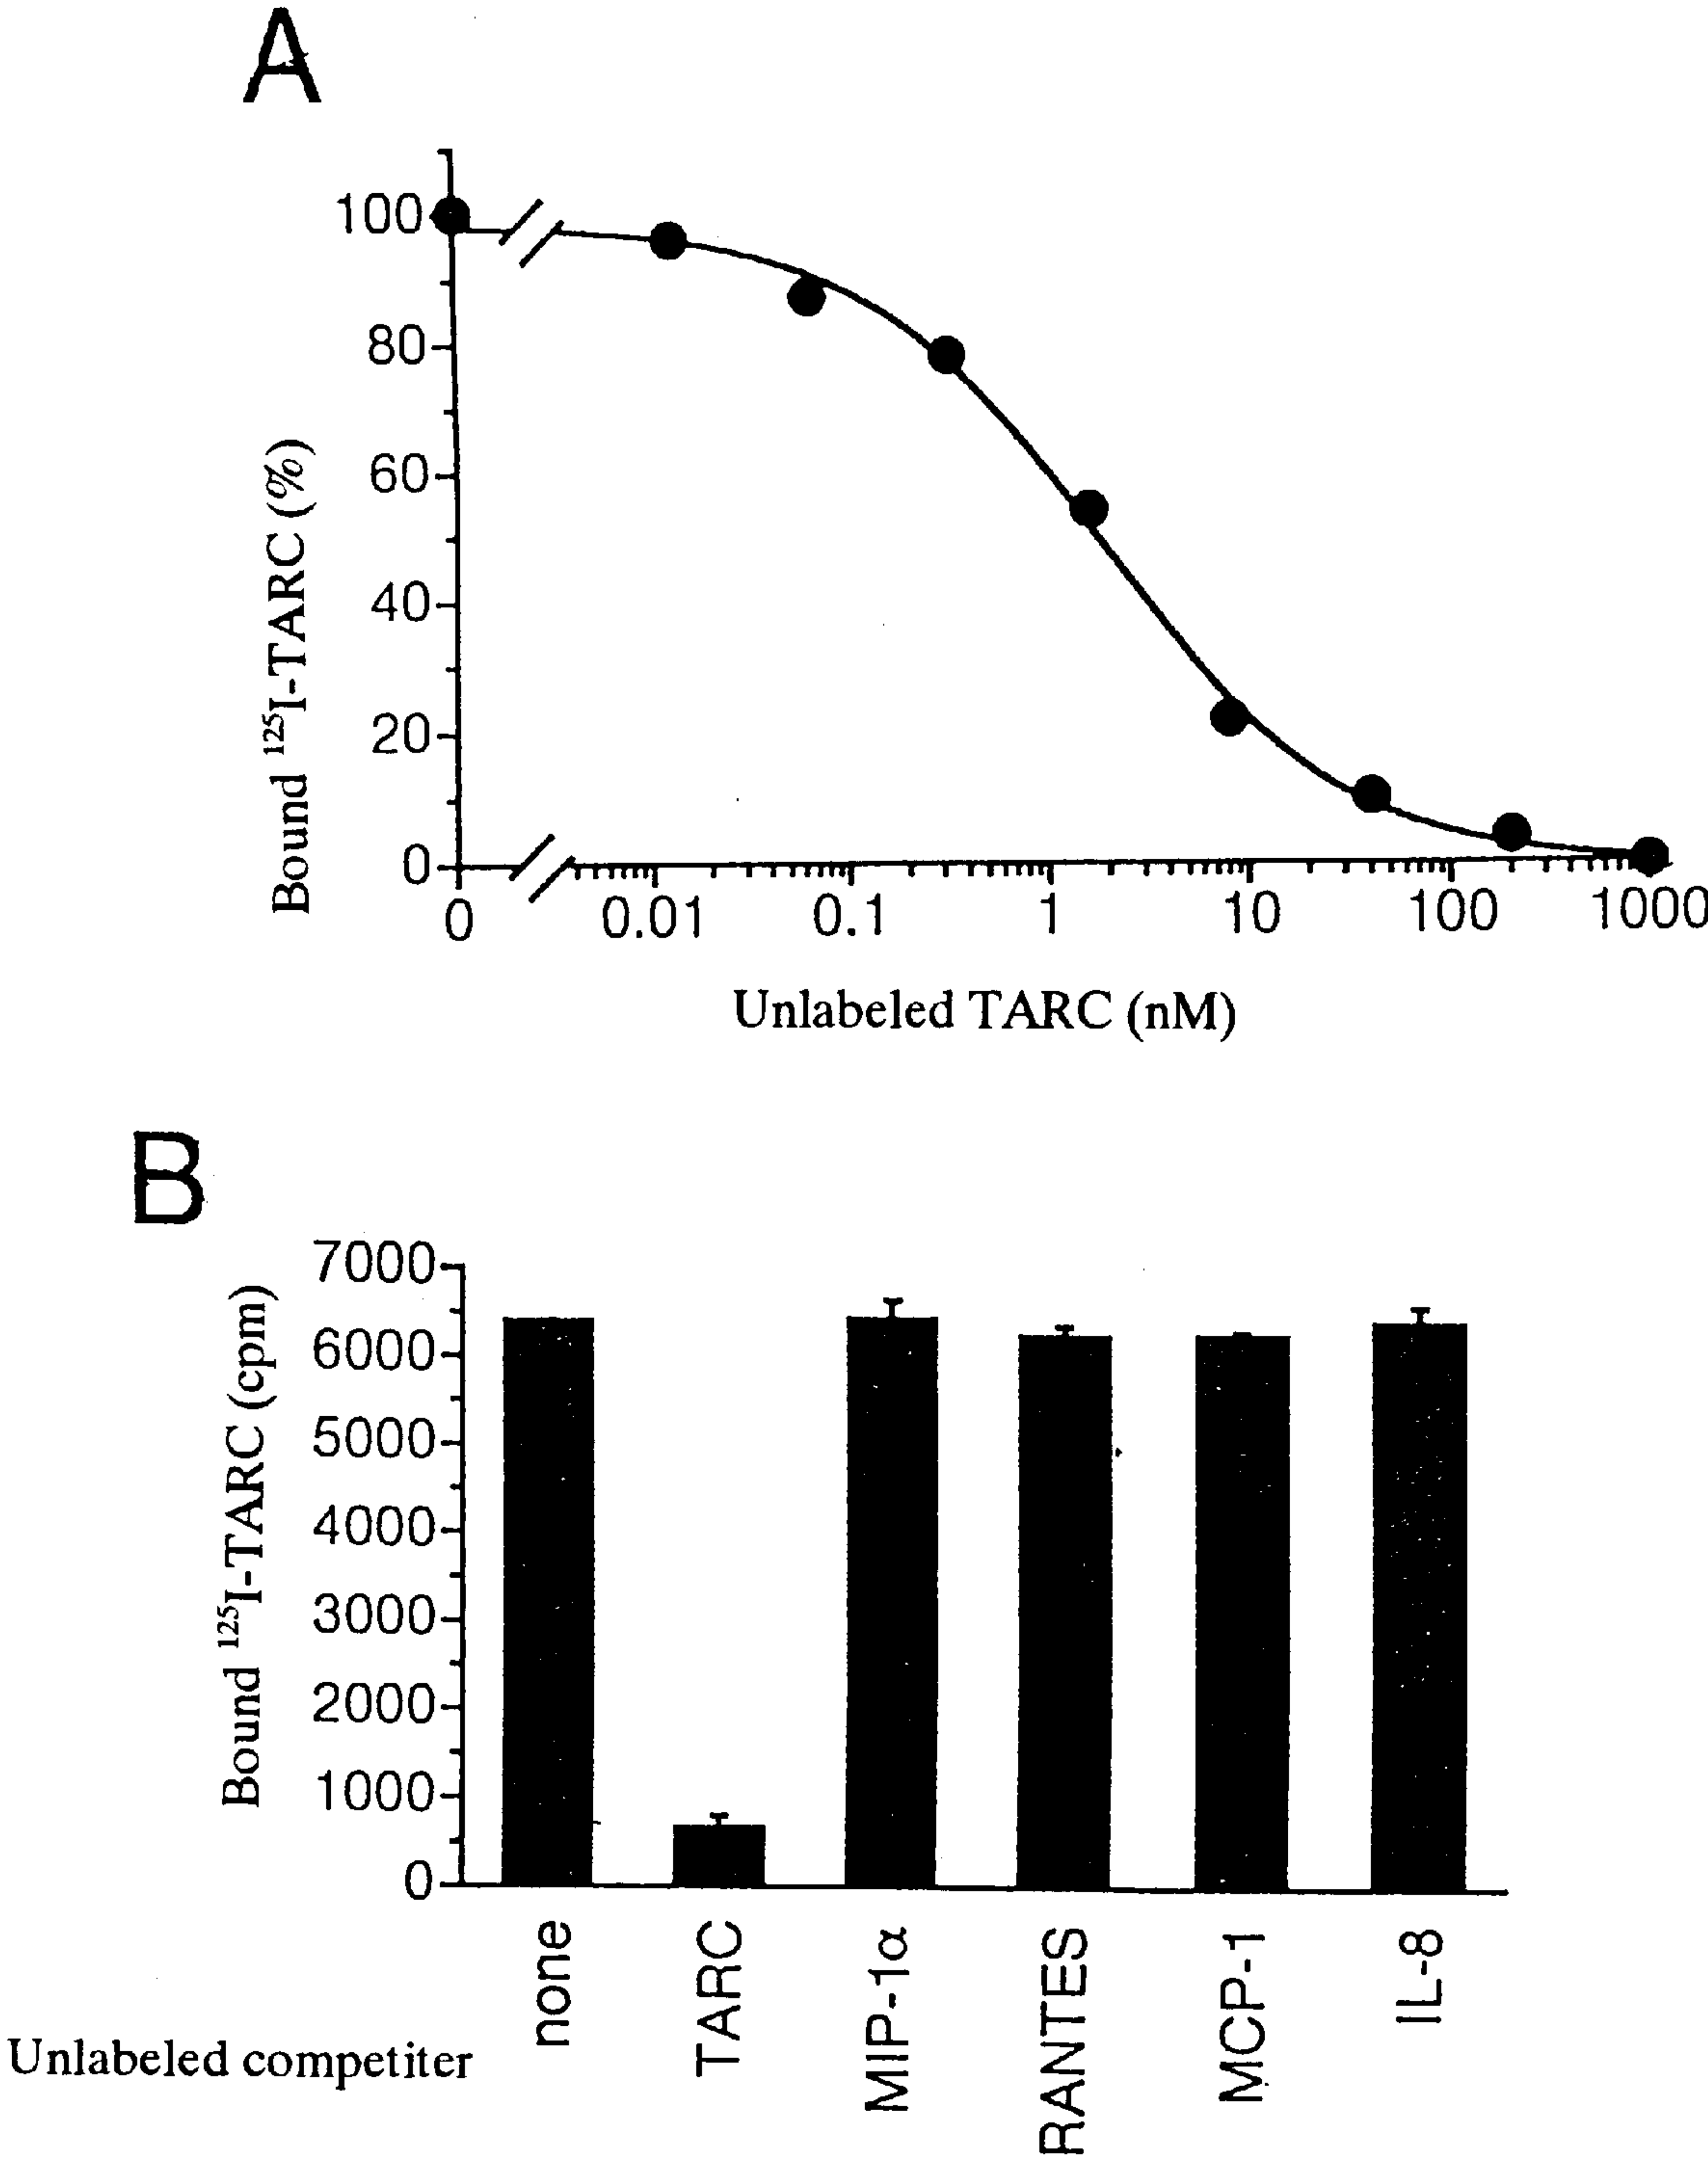 A
100
80
60
40
20
0
Bound ¹²⁵I-TARC (%)
0 0.01 0.1 1 10 100 1000
Unlabeled TARC (nM)
B
7000
6000
5000
4000
3000
2000
1000
0
Bound ¹²⁵I-TARC (cpm)
none
TARC
MIP-1α
RANTES
MCP-1
IL-8
Unlabeled competiter